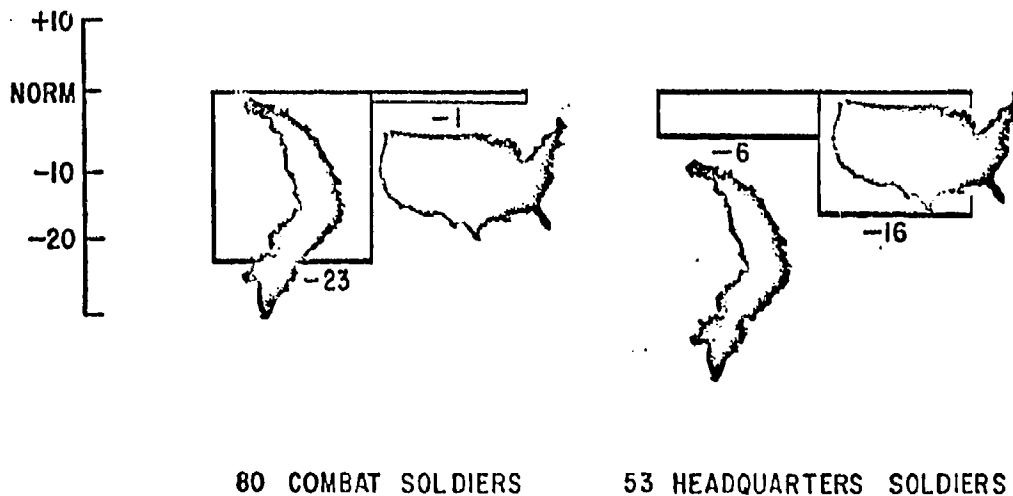 +10
NORM
-10
-20
-1
-23
-6
-16
80 COMBAT SOLDIERS
53 HEADQUARTERS SOLDIERS